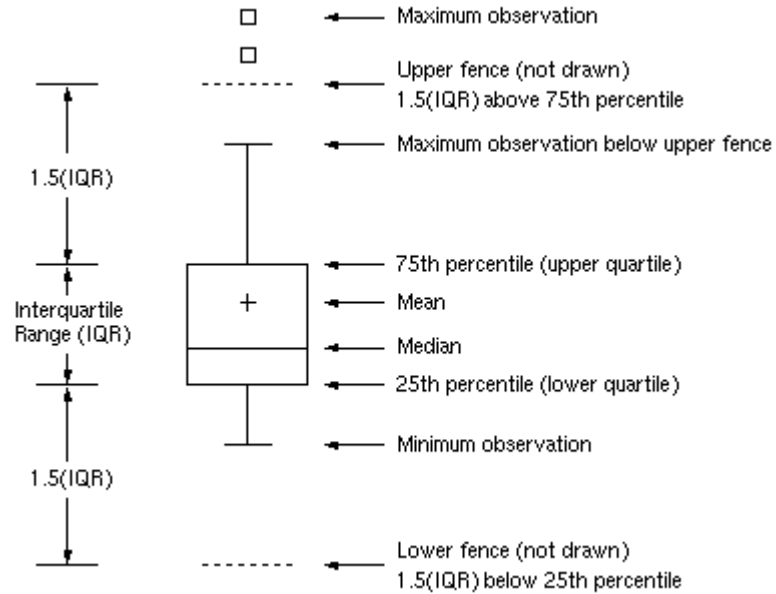 Maximum observation
Upper fence (not drawn)
1.5(IQR) above 75th percentile
Maximum observation below upper fence
1.5(IQR)
75th percentile (upper quartile)
Mean
Interquartile
Range (IQR)
Median
25th percentile (lower quartile)
Minimum observation
1.5(IQR)
Lower fence (not drawn)
1.5(IQR) below 25th percentile